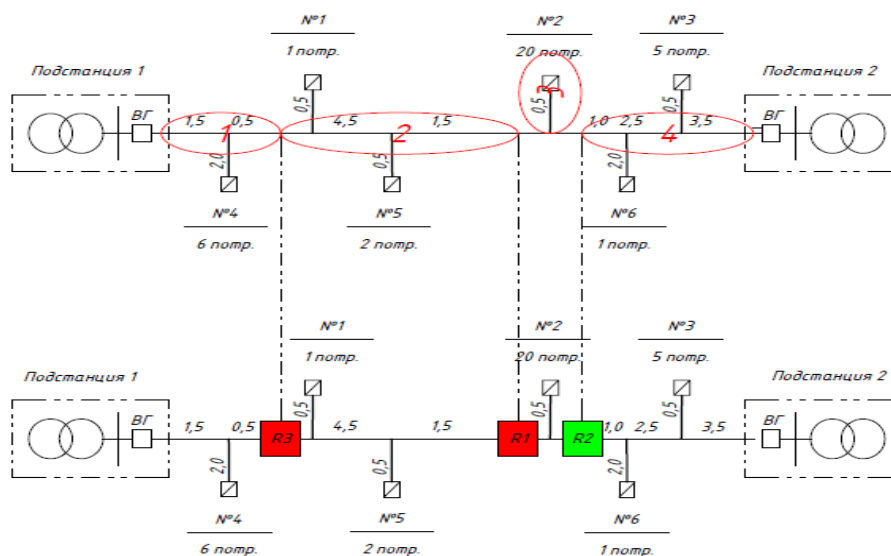 №1
1 потр.
№2
20 потр.
№3
5 потр.
Подстанция 1
Подстанция 2
ВГ
1,5
0,5
0,5
4,5
1,5
0,5
1,0
2,5
0,5
3,5
ВГ
1
2
3
4
2,0
0,5
2,0
№4
6 потр.
№5
2 потр.
№6
1 потр.
№1
1 потр.
№2
20 потр.
№3
5 потр.
Подстанция 1
Подстанция 2
ВГ
1,5
0,5
R3
0,5
4,5
1,5
R1
0,5
R2
1,0
2,5
0,5
3,5
ВГ
2,0
0,5
2,0
№4
6 потр.
№5
2 потр.
№6
1 потр.